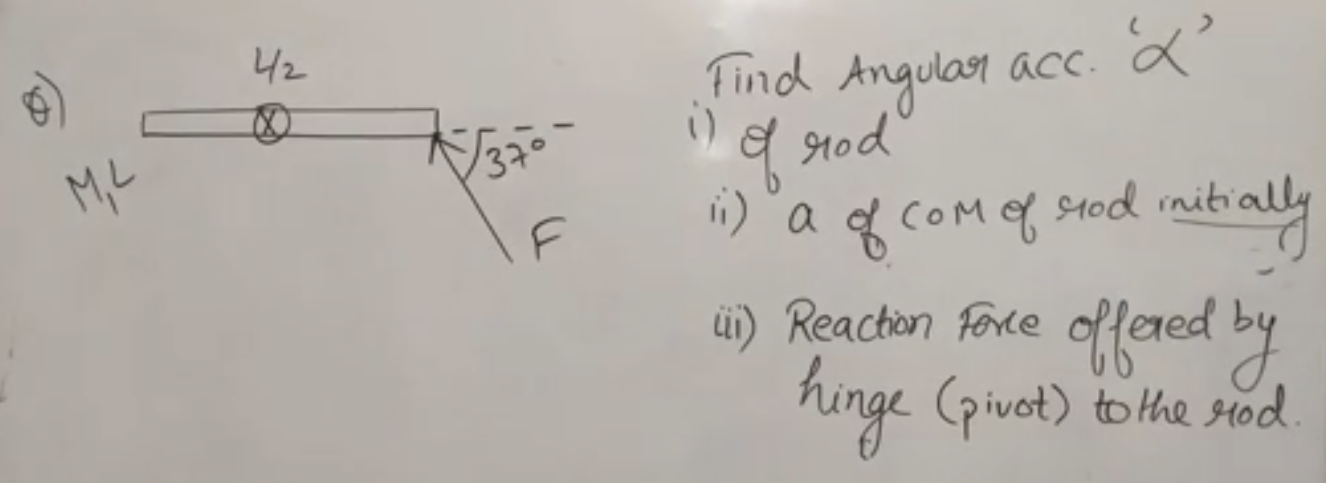 Q)
L/2
M, L
37°
F
Find Angular acc. 'α'
i) of rod
ii) a of COM of rod initially
iii) Reaction Force offered by
hinge (pivot) to the rod.